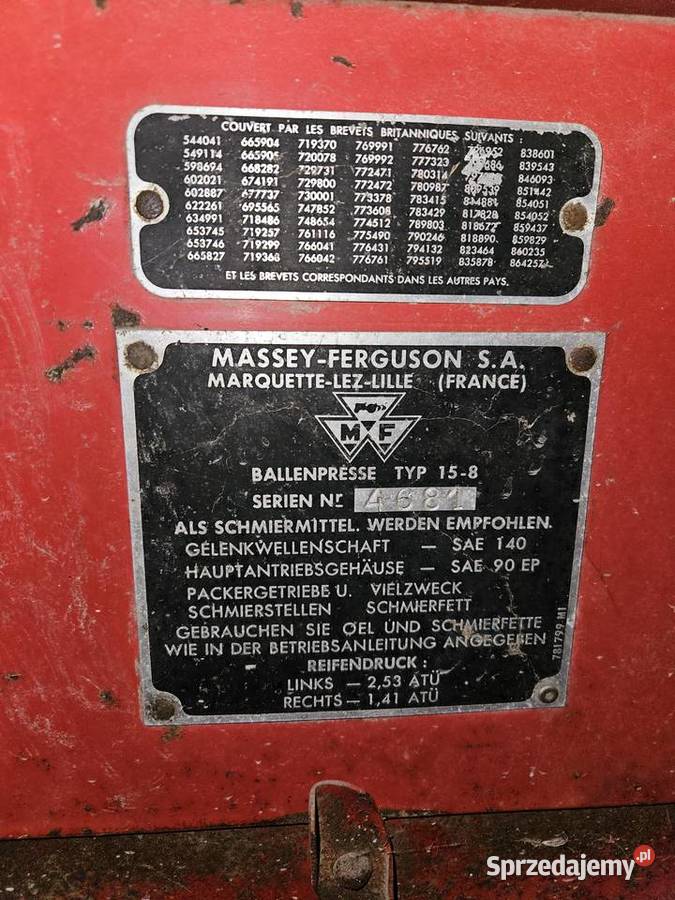 COUVERT PAR LES BREVETS BRITANNIQUES SUIVANTS :
544041 665904 719370 769991 776762 838601
549114 665905 720078 769992 777323 839543
598694 668282 772471 780314 846093
602021 674191 729800 772472 780987 851442
602887 677737 730001 773378 783415 854051
622261 695565 747852 773608 783429 817828 854052
634991 718486 748654 774512 789803 818672 859437
653745 719257 761116 775490 790246 818890 859829
653746 719299 766041 776431 794132 823464 860235
665827 719368 766042 776761 795519 835878 864257
ET LES BREVETS CORRESPONDANTS DANS LES AUTRES PAYS.
MASSEY-FERGUSON S.A.
MARQUETTE-LEZ-LILLE (FRANCE)
MF
BALLENPRESSE TYP 15-8
SERIEN Nr 4681
ALS SCHMIERMITTEL WERDEN EMPFOHLEN
GELENKWELLENSCHAFT — SAE 140
HAUPTANTRIEBSGEHÄUSE — SAE 90 EP
PACKERGETRIEBE U. VIELZWECK
SCHMIERSTELLEN SCHMIERFETT
GEBRAUCHEN SIE OEL UND SCHMIERFETTE
WIE IN DER BETRIEBSANLEITUNG ANGEGEBEN
REIFENDRUCK :
LINKS — 2,53 ATÜ
RECHTS — 1,41 ATÜ
781799 M1
Sprzedajemy.pl